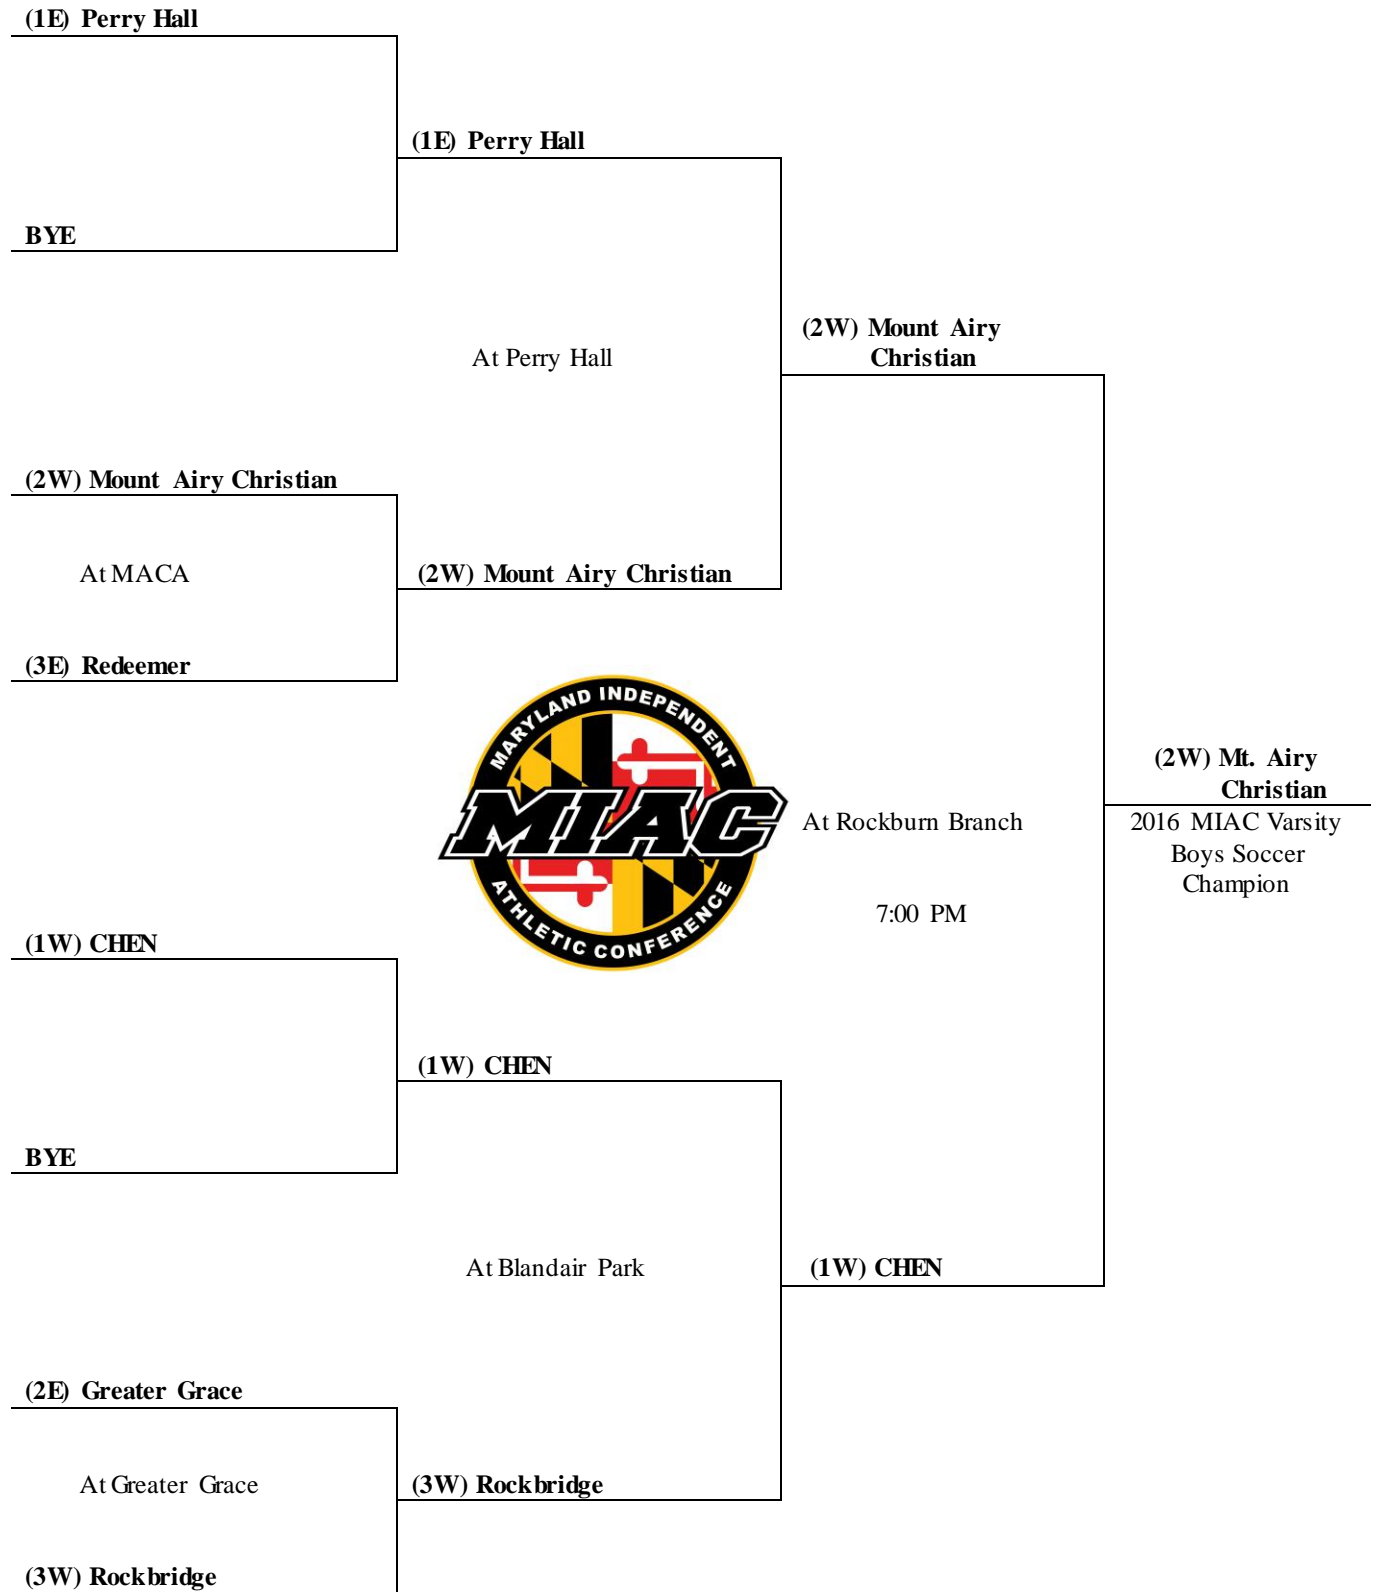 (1E) Perry Hall
(1E) Perry Hall
BYE
(2W) Mount Airy
Christian
At Perry Hall
(2W) Mount Airy Christian
At MACA
(2W) Mount Airy Christian
(3E) Redeemer
MARYLAND INDEPENDENT
MIAC
ATHLETIC CONFERENCE
(2W) Mt. Airy
Christian
At Rockburn Branch
2016 MIAC Varsity
Boys Soccer
Champion
7:00 PM
(1W) CHEN
(1W) CHEN
BYE
At Blandair Park
(1W) CHEN
(2E) Greater Grace
At Greater Grace
(3W) Rockbridge
(3W) Rockbridge